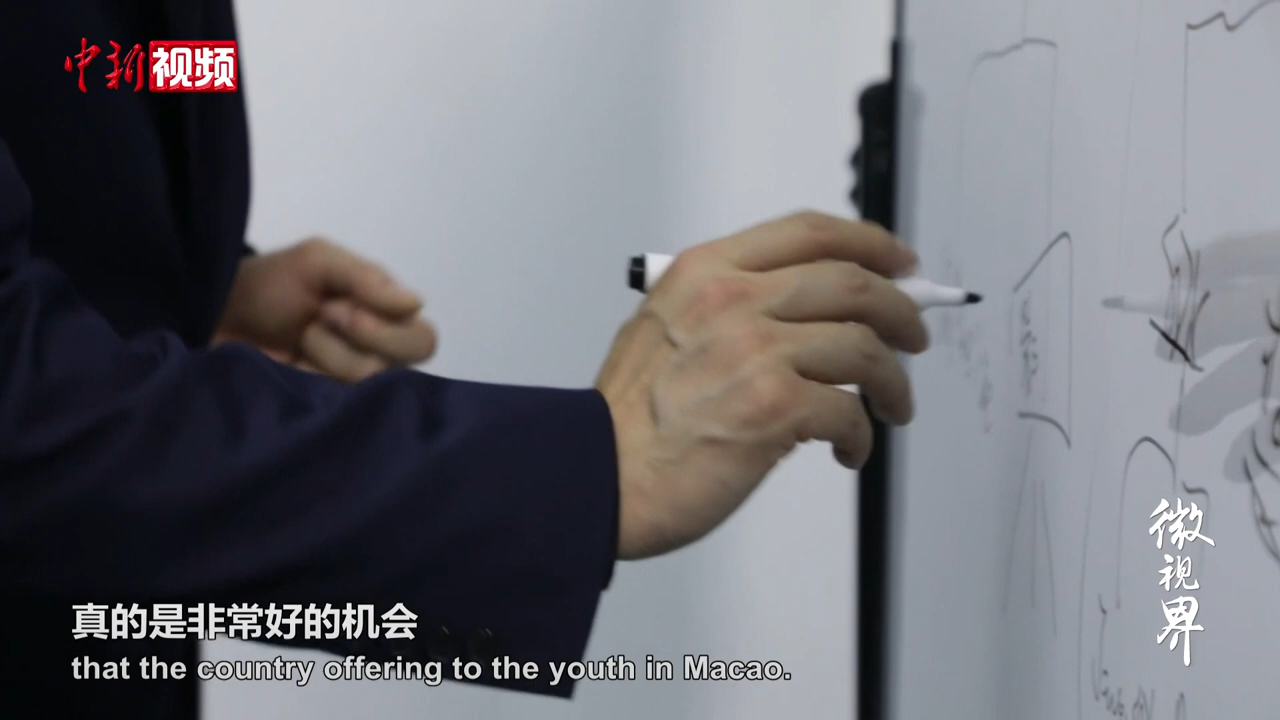 中新视频
微视界
真的是非常好的机会
that the country offering to the youth in Macao.